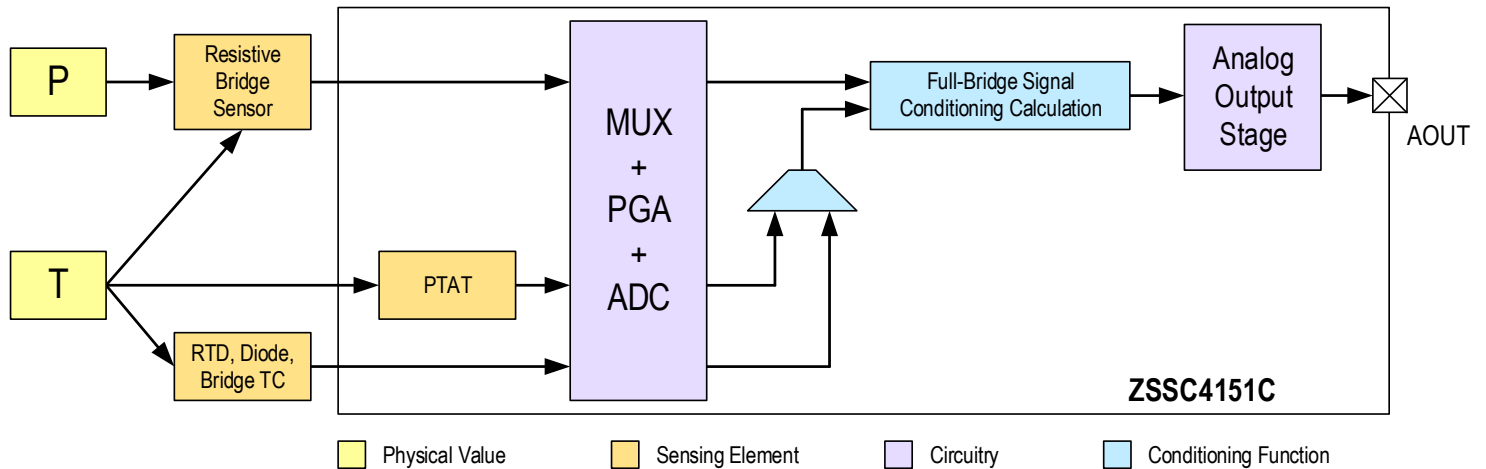 P
Resistive
Bridge
Sensor
MUX
+
PGA
+
ADC
Full-Bridge Signal
Conditioning Calculation
Analog
Output
Stage
AOUT
T
PTAT
RTD, Diode,
Bridge TC
ZSSC4151C
Physical Value
Sensing Element
Circuitry
Conditioning Function